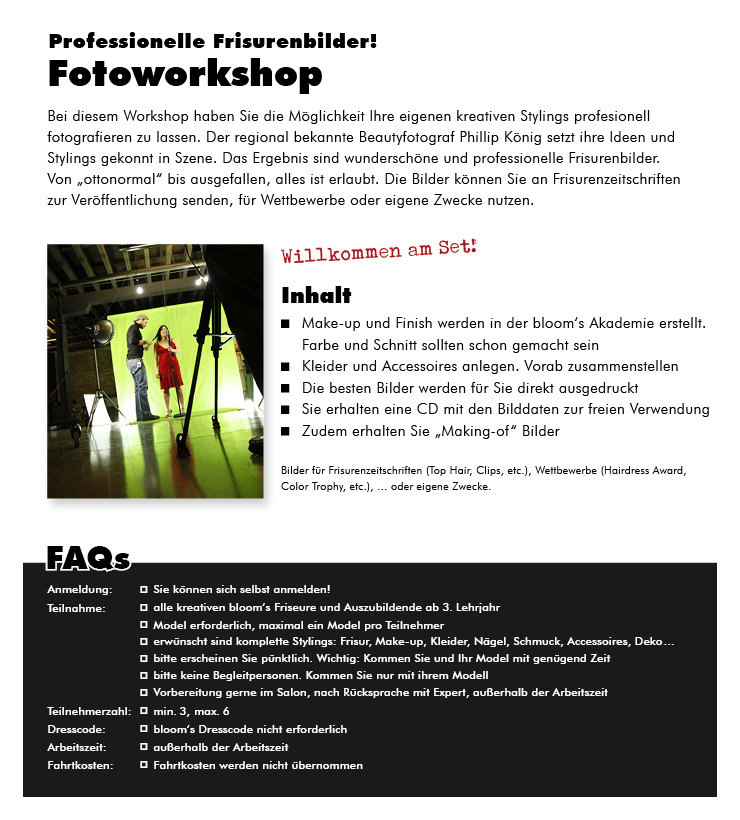 Professionelle Frisurenbilder!
Fotoworkshop
Bei diesem Workshop haben Sie die Möglichkeit Ihre eigenen kreativen Stylings profesionell
fotografieren zu lassen. Der regional bekannte Beautyfotograf Phillip König setzt ihre Ideen und
Stylings gekonnt in Szene. Das Ergebnis sind wunderschöne und professionelle Frisurenbilder.
Von „ottonormal“ bis ausgefallen, alles ist erlaubt. Die Bilder können Sie an Frisurenzeitschriften
zur Veröffentlichung senden, für Wettbewerbe oder eigene Zwecke nutzen.
Willkommen am Set!
Inhalt
■ Make-up und Finish werden in der bloom’s Akademie erstellt.
Farbe und Schnitt sollten schon gemacht sein
■ Kleider und Accessoires anlegen. Vorab zusammenstellen
■ Die besten Bilder werden für Sie direkt ausgedruckt
■ Sie erhalten eine CD mit den Bilddaten zur freien Verwendung
■ Zudem erhalten Sie „Making-of“ Bilder
Bilder für Frisurenzeitschriften (Top Hair, Clips, etc.), Wettbewerbe (Hairdress Award,
Color Trophy, etc.), ... oder eigene Zwecke.
FAQs
Anmeldung: Sie können sich selbst anmelden!
Teilnahme: alle kreativen bloom’s Friseure und Auszubildende ab 3. Lehrjahr
Model erforderlich, maximal ein Model pro Teilnehmer
erwünscht sind komplette Stylings: Frisur, Make-up, Kleider, Nägel, Schmuck, Accessoires, Deko...
bitte erscheinen Sie pünktlich. Wichtig: Kommen Sie und Ihr Model mit genügend Zeit
bitte keine Begleitpersonen. Kommen Sie nur mit ihrem Modell
Vorbereitung gerne im Salon, nach Rücksprache mit Expert, außerhalb der Arbeitszeit
Teilnehmerzahl: min. 3, max. 6
Dresscode: bloom’s Dresscode nicht erforderlich
Arbeitszeit: außerhalb der Arbeitszeit
Fahrtkosten: Fahrtkosten werden nicht übernommen